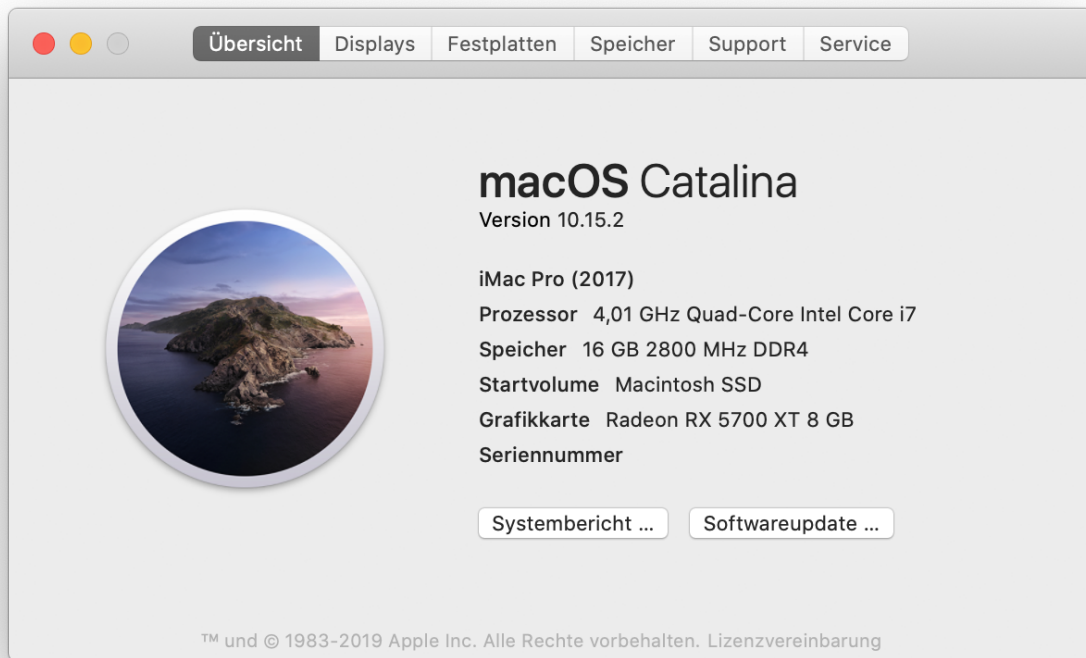 Übersicht Displays Festplatten Speicher Support Service
macOS Catalina
Version 10.15.2
iMac Pro (2017)
Prozessor 4,01 GHz Quad-Core Intel Core i7
Speicher 16 GB 2800 MHz DDR4
Startvolume Macintosh SSD
Grafikkarte Radeon RX 5700 XT 8 GB
Seriennummer
Systembericht ... Softwareupdate ...
™ und © 1983-2019 Apple Inc. Alle Rechte vorbehalten. Lizenzvereinbarung